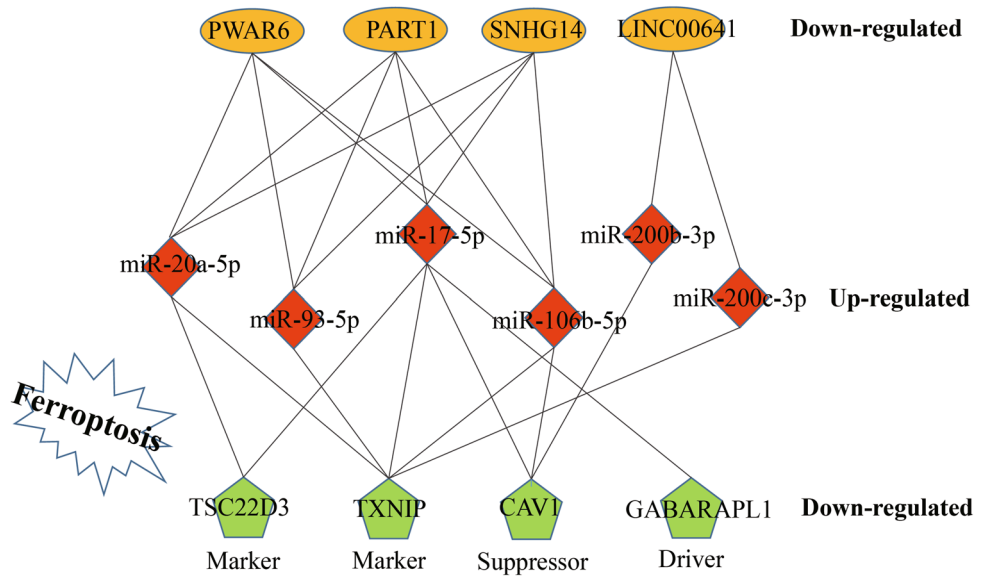 PWAR6 PART1 SNHG14 LINC00641 Down-regulated
miR-17-5p miR-200b-3p
miR-20a-5p
miR-200c-3p Up-regulated
miR-93-5p miR-106b-5p
Ferroptosis
TSC22D3 TXNIP CAV1 GABARAPL1 Down-regulated
Marker Marker Suppressor Driver